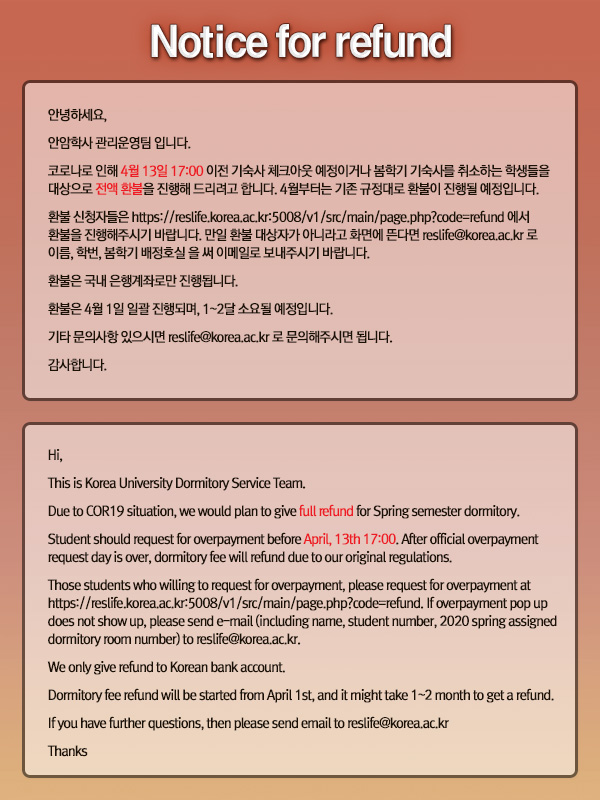 Notice for refund
안녕하세요,
안암학사 관리운영팀 입니다.
코로나로 인해 4월 13일 17:00 이전 기숙사 체크아웃 예정이거나 봄학기 기숙사를 취소하는 학생들을
대상으로 전액 환불을 진행해 드리려고 합니다. 4월부터는 기존 규정대로 환불이 진행될 예정입니다.
환불 신청자들은 https://reslife.korea.ac.kr:5008/v1/src/main/page.php?code=refund 에서
환불을 진행해주시기 바랍니다. 만일 환불 대상자가 아니라고 화면에 뜬다면 reslife@korea.ac.kr 로
이름, 학번, 봄학기 배정호실 을 써 이메일로 보내주시기 바랍니다.
환불은 국내 은행계좌로만 진행됩니다.
환불은 4월 1일 일괄 진행되며, 1~2달 소요될 예정입니다.
기타 문의사항 있으시면 reslife@korea.ac.kr 로 문의해주시면 됩니다.
감사합니다.
Hi,
This is Korea University Dormitory Service Team.
Due to COR19 situation, we would plan to give full refund for Spring semester dormitory.
Student should request for overpayment before April, 13th 17:00. After official overpayment
request day is over, dormitory fee will refund due to our original regulations.
Those students who willing to request for overpayment, please request for overpayment at
https://reslife.korea.ac.kr:5008/v1/src/main/page.php?code=refund. If overpayment pop up
does not show up, please send e-mail (including name, student number, 2020 spring assigned
dormitory room number) to reslife@korea.ac.kr.
We only give refund to Korean bank account.
Dormitory fee refund will be started from April 1st, and it might take 1~2 month to get a refund.
If you have further questions, then please send email to reslife@korea.ac.kr
Thanks